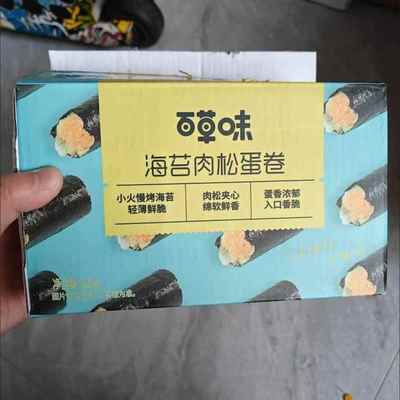 百草味
海苔肉松蛋卷
小火慢烤海苔 肉松夹心 蛋香浓郁
轻薄鲜脆 绵软鲜香 入口香脆